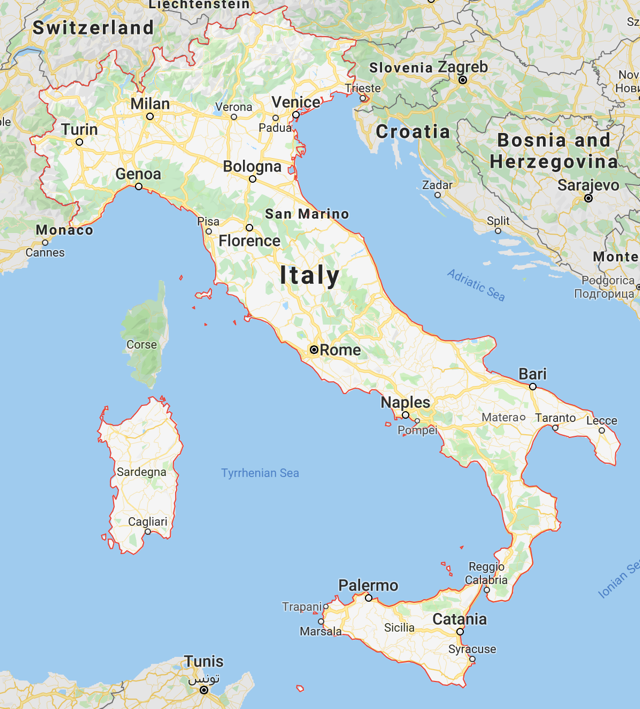 Liechtenstein
Switzerland
Slovenia
Zagreb
Milan
Verona
Venice
Trieste
Padua
Turin
Croatia
Bosnia and
Herzegovina
Genoa
Bologna
Sarajevo
Zadar
San Marino
Monaco
Pisa
Split
Florence
Cannes
Monte
Italy
Adriatic Sea
Podgorica
Подгорица
Corse
Rome
Bari
Naples
Matera
Taranto
Lecce
Pompei
Sardegna
Tyrrhenian Sea
Cagliari
Reggio
Calabria
Ionian Sea
Palermo
Trapani
Marsala
Sicilia
Catania
Syracuse
Tunis
تونس